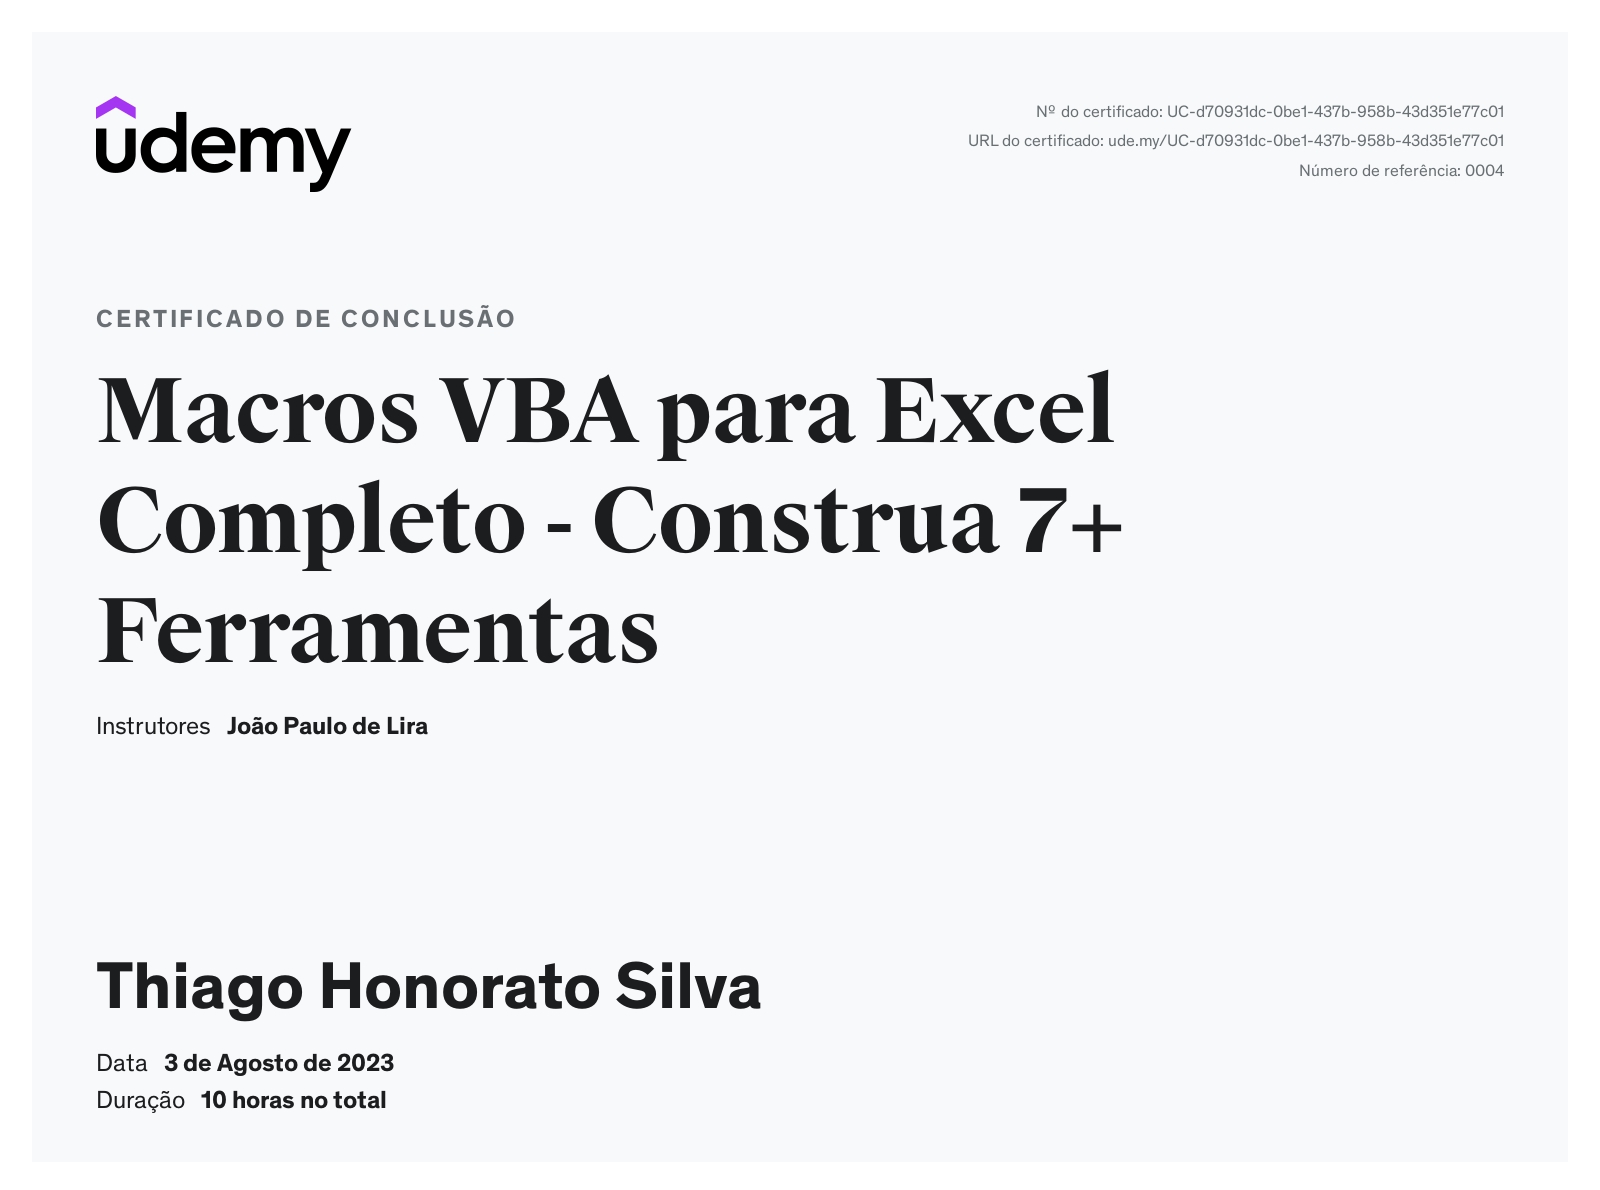 udemy
Nº do certificado: UC-d70931dc-0be1-437b-958b-43d351e77c01
URL do certificado: ude.my/UC-d70931dc-0be1-437b-958b-43d351e77c01
Número de referência: 0004
CERTIFICADO DE CONCLUSÃO
Macros VBA para Excel
Completo - Construa 7+
Ferramentas
Instrutores João Paulo de Lira
Thiago Honorato Silva
Data 3 de Agosto de 2023
Duração 10 horas no total